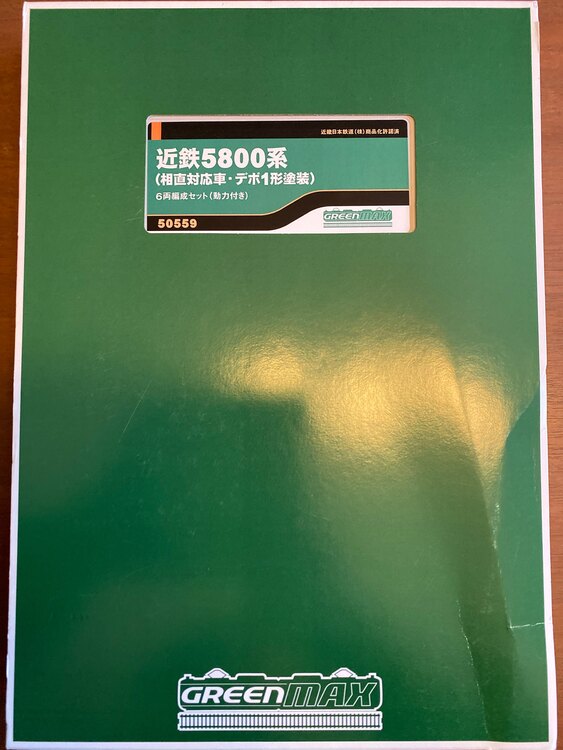 近畿日本鉄道(株)商品化許諾済
近鉄5800系
(相直対応車・デボ1形塗装)
6両編成セット(動力付き)
50559
GREENMAX
GREENMAX